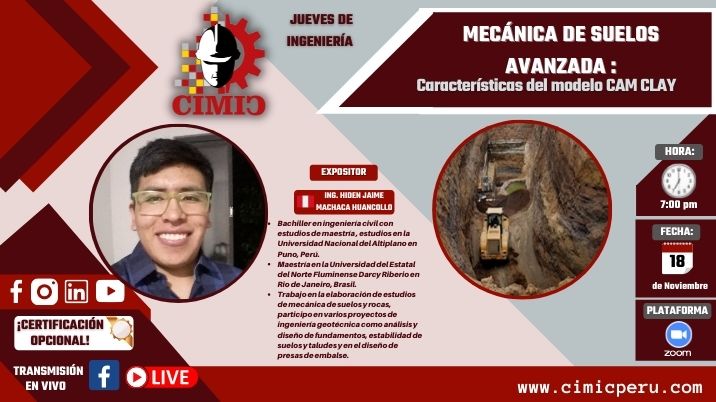 CIMIC
JUEVES DE
INGENIERÍA
MECÁNICA DE SUELOS
AVANZADA :
Características del modelo CAM CLAY
EXPOSITOR
ING. HIDEN JAIME
MACHACA HUANCOLLO
• Bachiller en ingeniería civil con
estudios de maestría , estudios en la
Universidad Nacional del Altiplano en
Puno, Perú.
• Maestría en la Universidad del Estatal
del Norte Fluminense Darcy Riberio en
Rio de Janeiro, Brasil.
• Trabajo en la elaboración de estudios
de mecánica de suelos y rocas,
participo en varios proyectos de
ingeniería geotécnica como análisis y
diseño de fundamentos, estabilidad de
suelos y taludes y en el diseño de
presas de embalse.
HORA:
7:00 pm
FECHA:
18
de Noviembre
PLATAFORMA
zoom
¡CERTIFICACIÓN
OPCIONAL!
TRANSMISIÓN
EN VIVO
LIVE
www.cimicperu.com